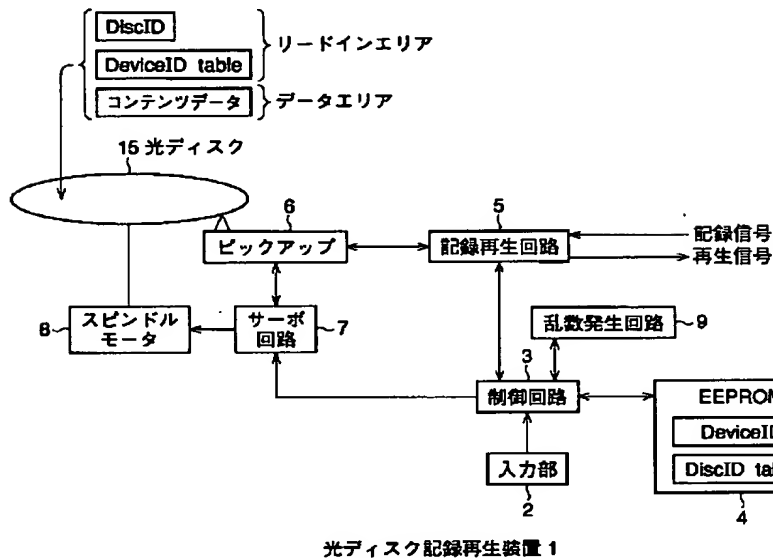 DiscID
リードインエリア
DeviceID table
コンテンツデータ
データエリア
15 光ディスク
6
5
ピックアップ
記録再生回路
記録信号
再生信号
8
スピンドル
モータ
サーボ
回路
7
乱数発生回路
9
3
制御回路
EEPROM
DeviceID
DiscID
4
入力部
2
光ディスク記録再生装置 1